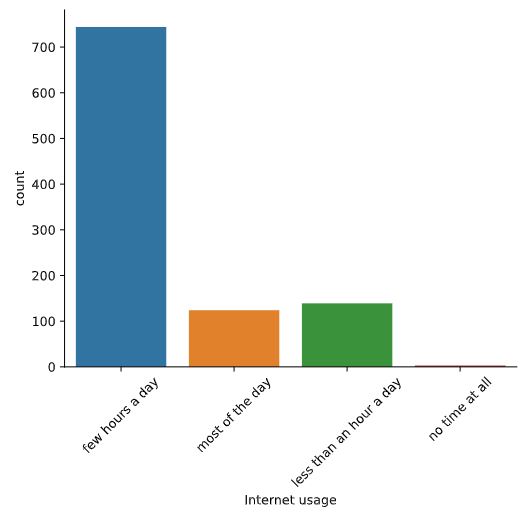 700
600
500
400
300
200
100
0
count
few hours a day
most of the day
less than an hour a day
no time at all
Internet usage